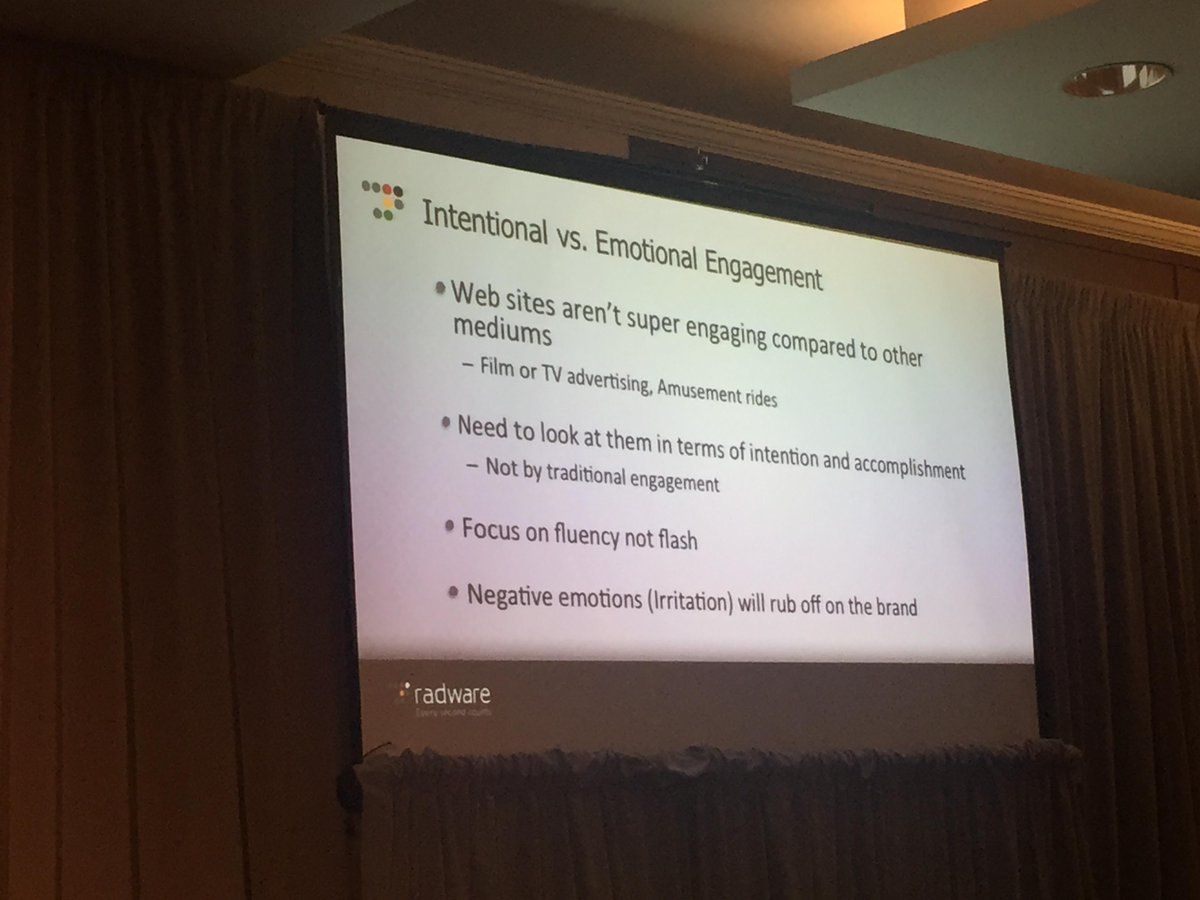 Intentional vs. Emotional Engagement
• Web sites aren't super engaging compared to other
mediums
– Film or TV advertising, Amusement rides
• Need to look at them in terms of intention and accomplishment
– Not by traditional engagement
• Focus on fluency not flash
• Negative emotions (Irritation) will rub off on the brand
radware
Every second counts